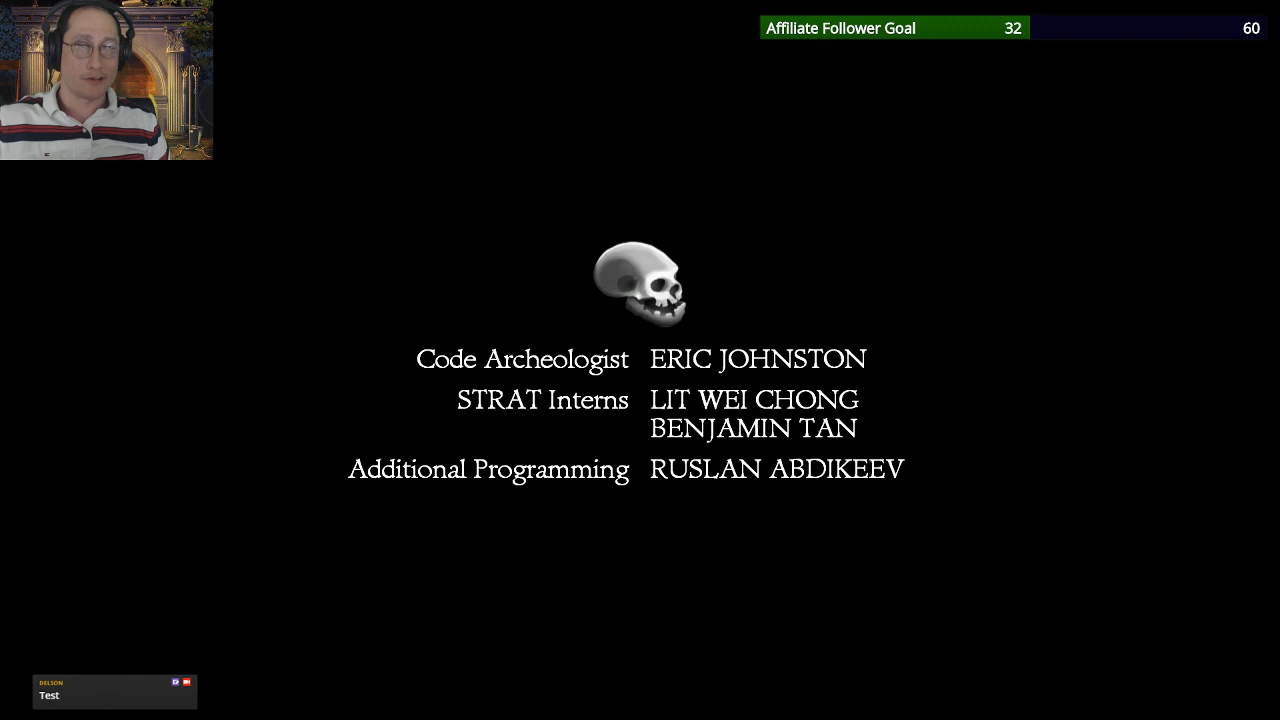 Affiliate Follower Goal 32 60
Code Archeologist ERIC JOHNSTON
STRAT Interns LIT WEI CHONG
BENJAMIN TAN
Additional Programming RUSLAN ABDIKEEV
DELSON
Test